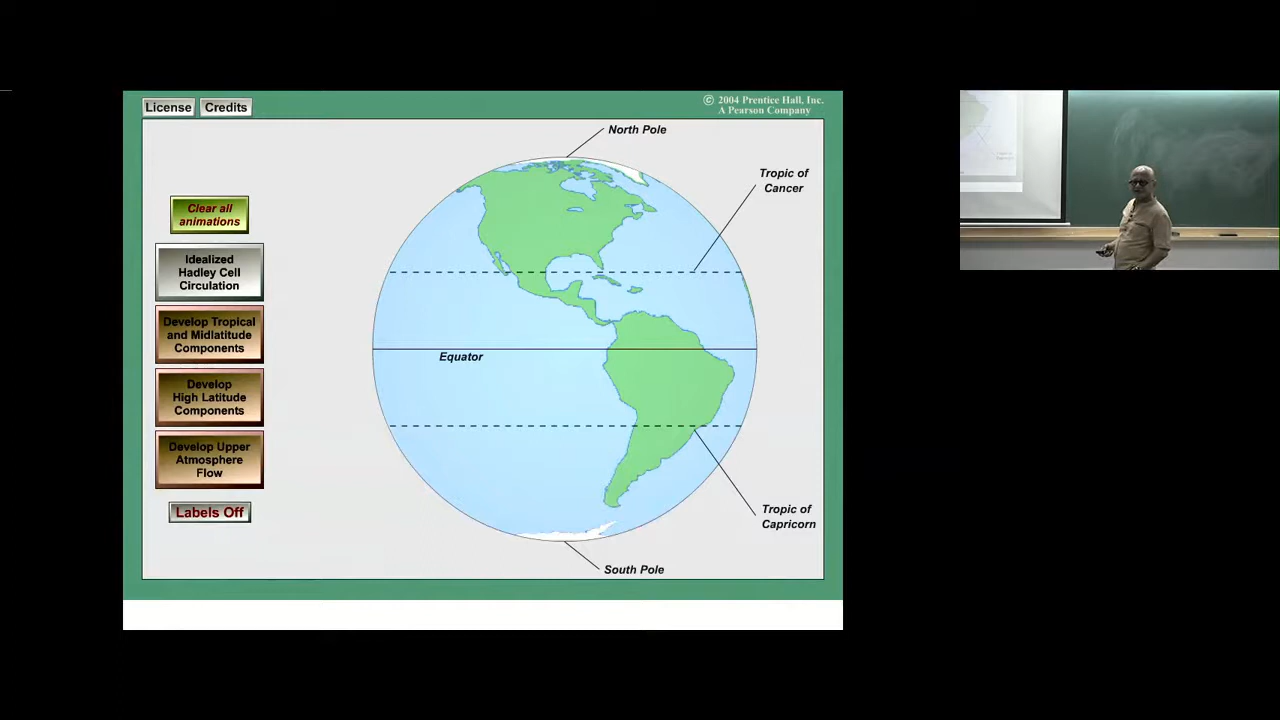 License Credits
© 2004 Prentice Hall, Inc.
A Pearson Company
North Pole
Tropic of
Cancer
Clear all
animations
Idealized
Hadley Cell
Circulation
Develop Tropical
and Midlatitude
Components
Equator
Develop
High Latitude
Components
Develop Upper
Atmosphere
Flow
Labels Off
Tropic of
Capricorn
South Pole